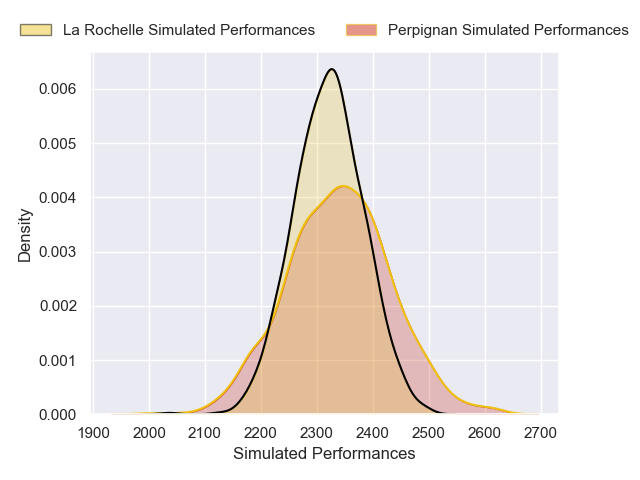 La Rochelle Simulated Performances Perpignan Simulated Performances
0.006
0.005
0.004
0.003
0.002
0.001
0.000
Density
1900 2000 2100 2200 2300 2400 2500 2600 2700
Simulated Performances